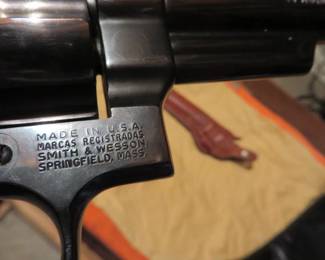 MADE IN U.S.A.
MARCAS REGISTRADAS
SMITH & WESSON
SPRINGFIELD, MASS.